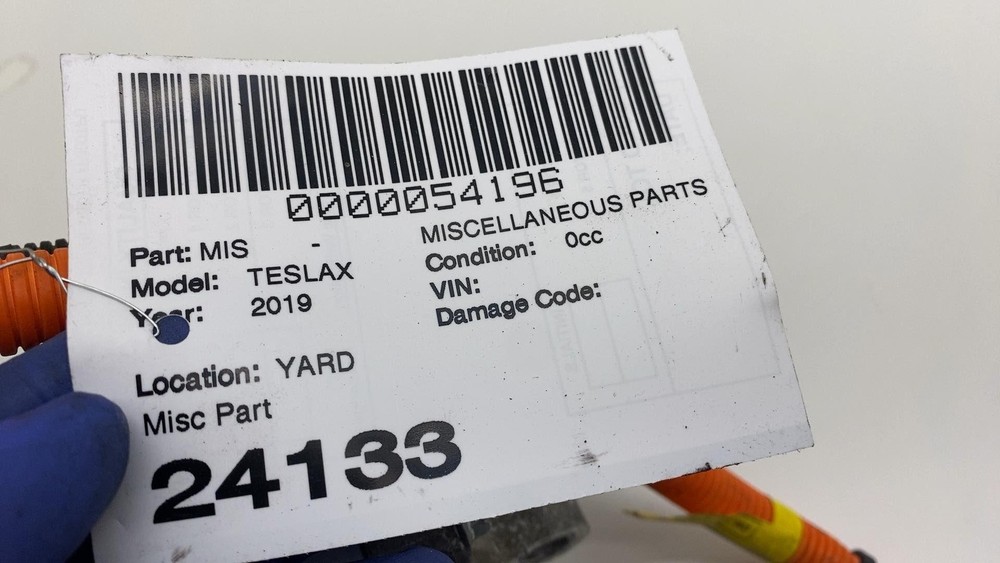 0000054196
Part: MIS - MISCELLANEOUS PARTS
Model: TESLAX Condition: 0cc
Year: 2019 VIN:
Damage Code:
Location: YARD
Misc Part
24133